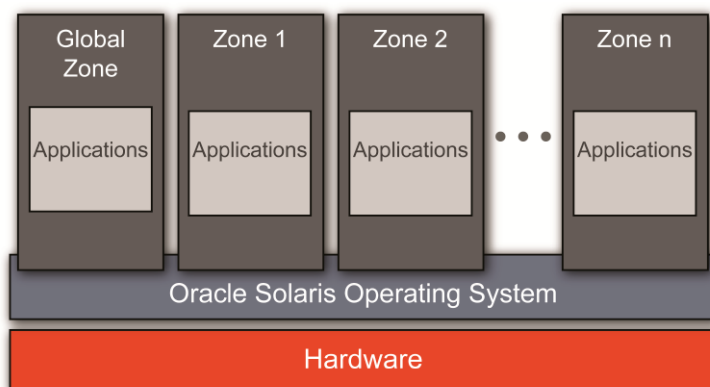 Global
Zone
Zone 1
Zone 2
Zone n
Applications
Applications
Applications
Applications
Oracle Solaris Operating System
Hardware